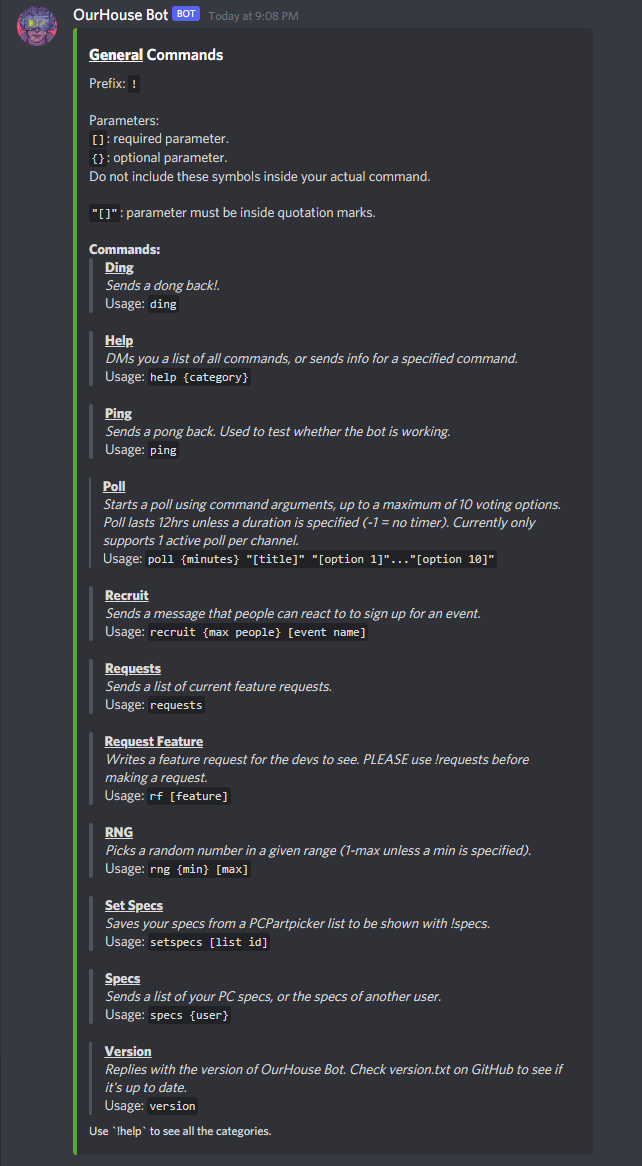 OurHouse Bot BOT Today at 9:08 PM
General Commands
Prefix: !
Parameters:
[]: required parameter.
{}: optional parameter.
Do not include these symbols inside your actual command.
"[]": parameter must be inside quotation marks.
Commands:
Ding
Sends a dong back!.
Usage: ding
Help
DMs you a list of all commands, or sends info for a specified command.
Usage: help {category}
Ping
Sends a pong back. Used to test whether the bot is working.
Usage: ping
Poll
Starts a poll using command arguments, up to a maximum of 10 voting options.
Poll lasts 12hrs unless a duration is specified (-1 = no timer). Currently only
supports 1 active poll per channel.
Usage: poll {minutes} "[title]" "[option 1]"..."[option 10]"
Recruit
Sends a message that people can react to to sign up for an event.
Usage: recruit {max people} [event name]
Requests
Sends a list of current feature requests.
Usage: requests
Request Feature
Writes a feature request for the devs to see. PLEASE use !requests before
making a request.
Usage: rf [feature]
RNG
Picks a random number in a given range (1-max unless a min is specified).
Usage: rng {min} [max]
Set Specs
Saves your specs from a PCPartpicker list to be shown with !specs.
Usage: setspecs [list id]
Specs
Sends a list of your PC specs, or the specs of another user.
Usage: specs {user}
Version
Replies with the version of OurHouse Bot. Check version.txt on GitHub to see if
it's up to date.
Usage: version
Use `!help` to see all the categories.